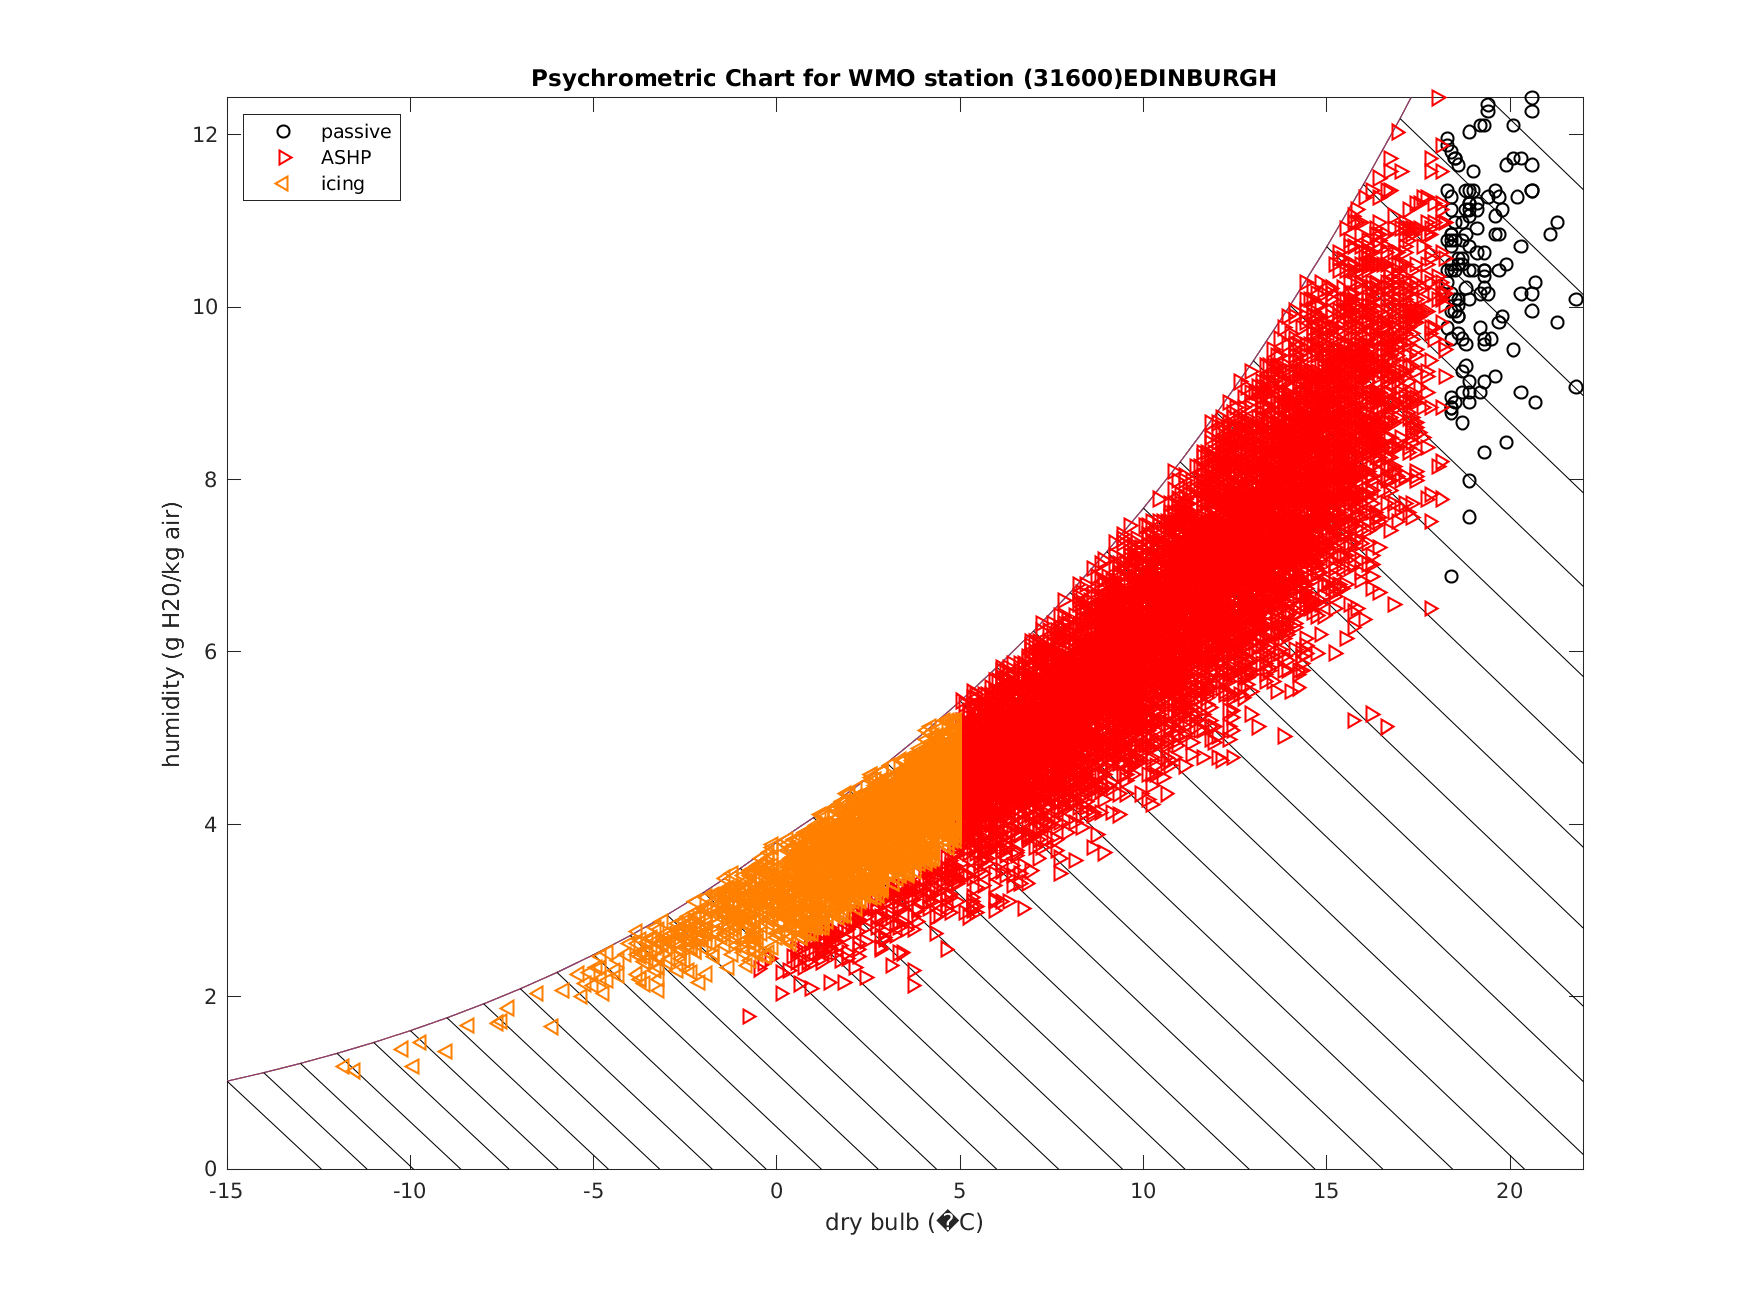 Psychrometric Chart for WMO station (31600)EDINBURGH
passive
ASHP
icing
humidity (g H20/kg air)
12
10
8
6
4
2
0
-15 -10 -5 0 5 10 15 20
dry bulb (�C)